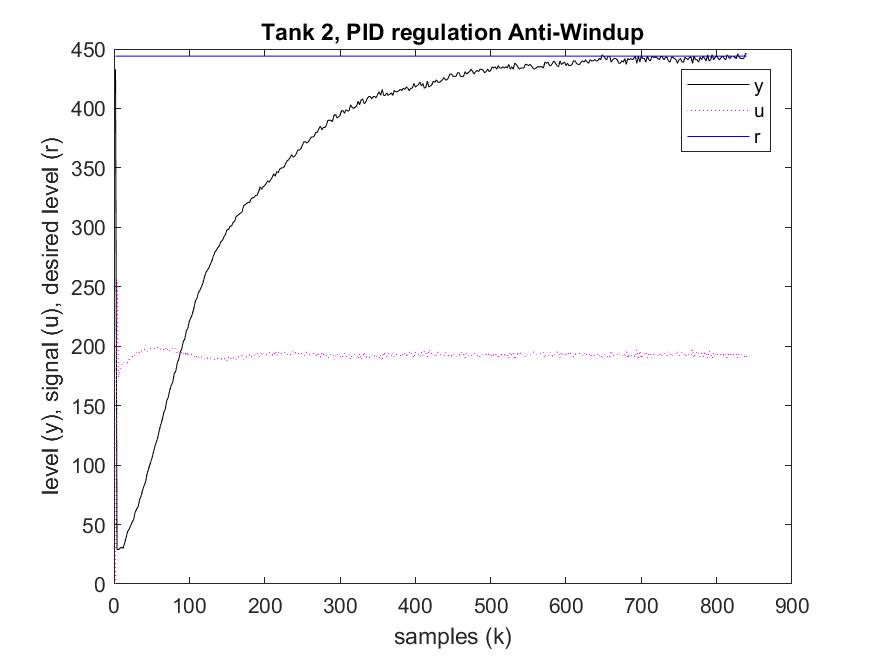 Tank 2, PID regulation Anti-Windup
level (y), signal (u), desired level (r)
450
400
350
300
250
200
150
100
50
0
y
u
r
0 100 200 300 400 500 600 700 800 900
samples (k)